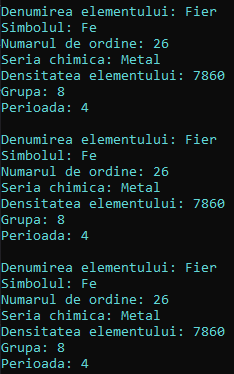 Denumirea elementului: Fier
Simbolul: Fe
Numarul de ordine: 26
Seria chimica: Metal
Densitatea elementului: 7860
Grupa: 8
Perioada: 4
Denumirea elementului: Fier
Simbolul: Fe
Numarul de ordine: 26
Seria chimica: Metal
Densitatea elementului: 7860
Grupa: 8
Perioada: 4
Denumirea elementului: Fier
Simbolul: Fe
Numarul de ordine: 26
Seria chimica: Metal
Densitatea elementului: 7860
Grupa: 8
Perioada: 4